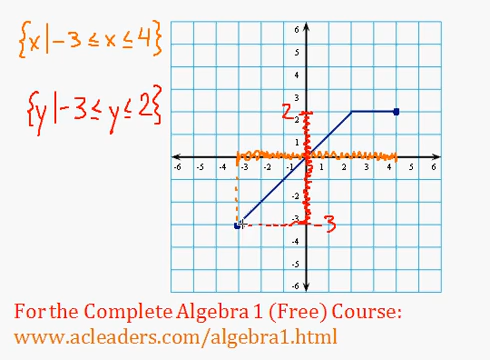 {x|-3 ≤ x ≤ 4}
{y|-3 ≤ y ≤ 2}
6
5
4
3
2 2
1
-6 -5 -4 -3 -2 -1 0 1 2 3 4 5 6
-1
-2
-3 -3
-4
-5
-6
For the Complete Algebra 1 (Free) Course:
www.acleaders.com/algebra1.html